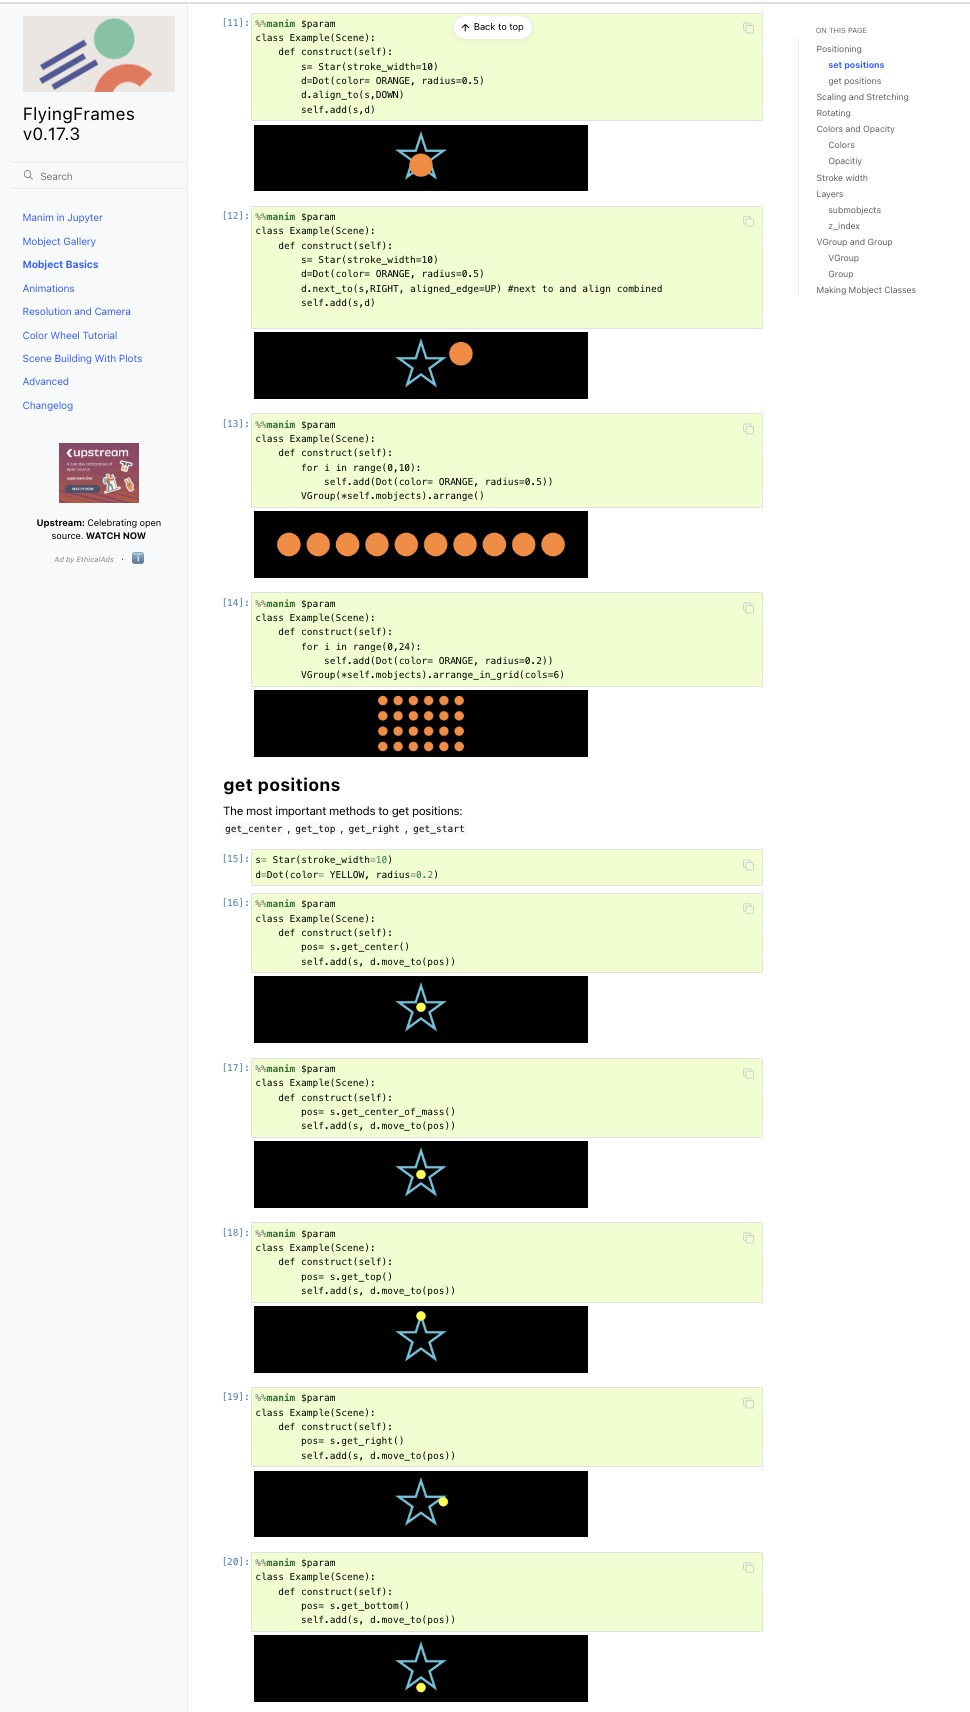 FlyingFrames
v0.17.3
Search
Manim in Jupyter
Mobject Gallery
Mobject Basics
Animations
Resolution and Camera
Color Wheel Tutorial
Scene Building With Plots
Advanced
Changelog
upstream
A one day celebration of
open source
upstream.live
WATCH NOW
Upstream: Celebrating open
source. WATCH NOW
Ad by EthicalAds · i
↑ Back to top
[11]:
%%manim $param
class Example(Scene):
    def construct(self):
        s= Star(stroke_width=10)
        d=Dot(color= ORANGE, radius=0.5)
        d.align_to(s,DOWN)
        self.add(s,d)
[12]:
%%manim $param
class Example(Scene):
    def construct(self):
        s= Star(stroke_width=10)
        d=Dot(color= ORANGE, radius=0.5)
        d.next_to(s,RIGHT, aligned_edge=UP) #next to and align combined
        self.add(s,d)
[13]:
%%manim $param
class Example(Scene):
    def construct(self):
        for i in range(0,10):
            self.add(Dot(color= ORANGE, radius=0.5))
        VGroup(*self.mobjects).arrange()
[14]:
%%manim $param
class Example(Scene):
    def construct(self):
        for i in range(0,24):
            self.add(Dot(color= ORANGE, radius=0.2))
        VGroup(*self.mobjects).arrange_in_grid(cols=6)
get positions
The most important methods to get positions:
get_center , get_top , get_right , get_start
[15]:
s= Star(stroke_width=10)
d=Dot(color= YELLOW, radius=0.2)
[16]:
%%manim $param
class Example(Scene):
    def construct(self):
        pos= s.get_center()
        self.add(s, d.move_to(pos))
[17]:
%%manim $param
class Example(Scene):
    def construct(self):
        pos= s.get_center_of_mass()
        self.add(s, d.move_to(pos))
[18]:
%%manim $param
class Example(Scene):
    def construct(self):
        pos= s.get_top()
        self.add(s, d.move_to(pos))
[19]:
%%manim $param
class Example(Scene):
    def construct(self):
        pos= s.get_right()
        self.add(s, d.move_to(pos))
[20]:
%%manim $param
class Example(Scene):
    def construct(self):
        pos= s.get_bottom()
        self.add(s, d.move_to(pos))
ON THIS PAGE
Positioning
set positions
get positions
Scaling and Stretching
Rotating
Colors and Opacity
Colors
Opacitiy
Stroke width
Layers
submobjects
z_index
VGroup and Group
VGroup
Group
Making Mobject Classes